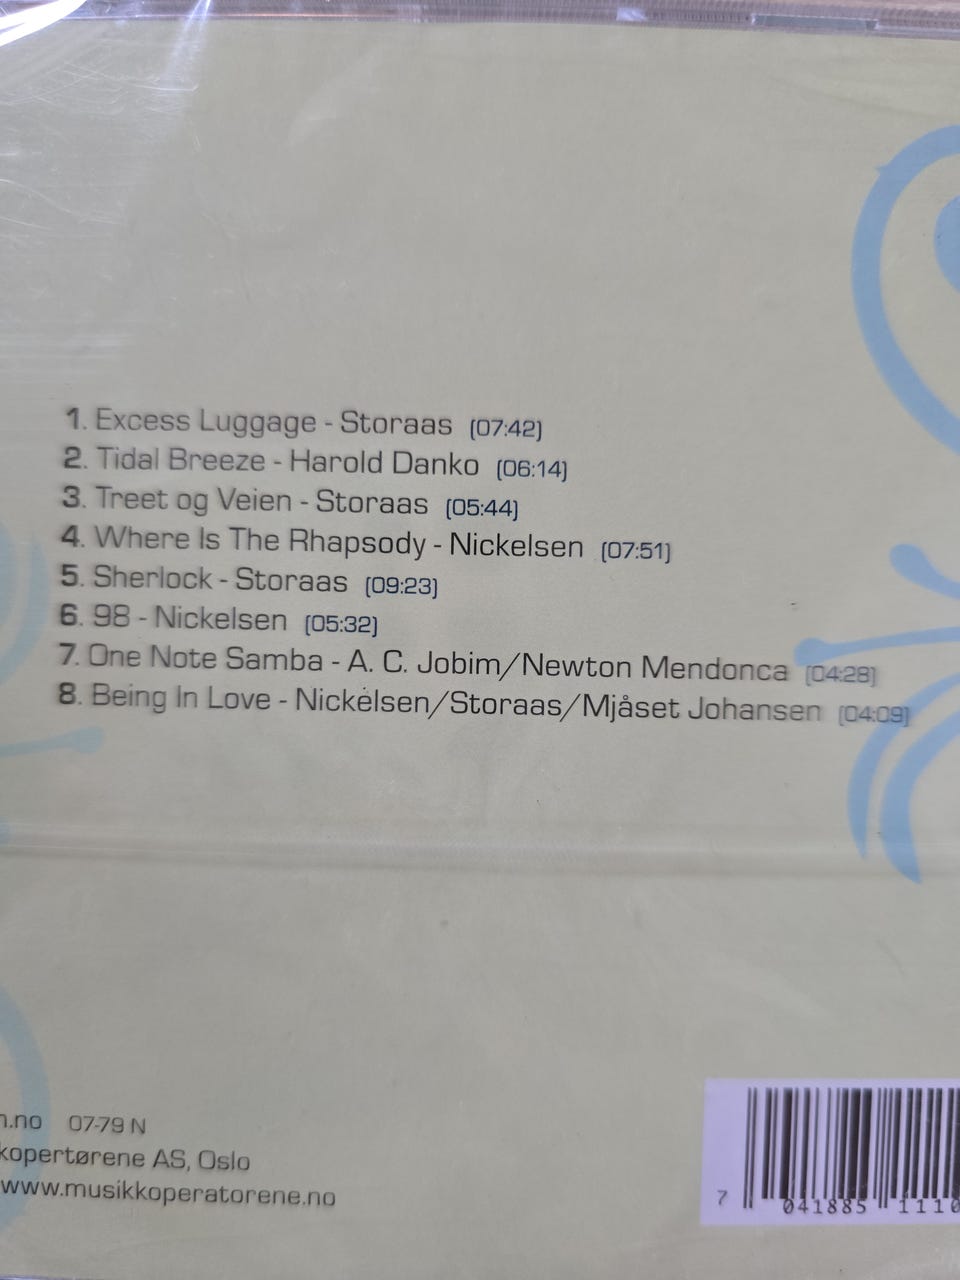 1. Excess Luggage - Storaas (07:42)
2. Tidal Breeze - Harold Danko (06:14)
3. Treet og Veien - Storaas (05:44)
4. Where Is The Rhapsody - Nickelsen (07:51)
5. Sherlock - Storaas (09:23)
6. 98 - Nickelsen (05:32)
7. One Note Samba - A. C. Jobim/Newton Mendonca (04:28)
8. Being In Love - Nickelsen/Storaas/Mjåset Johansen (04:09)
.no 07-79 N
kopertørene AS, Oslo
www.musikkoperatorene.no
7 041885 1110